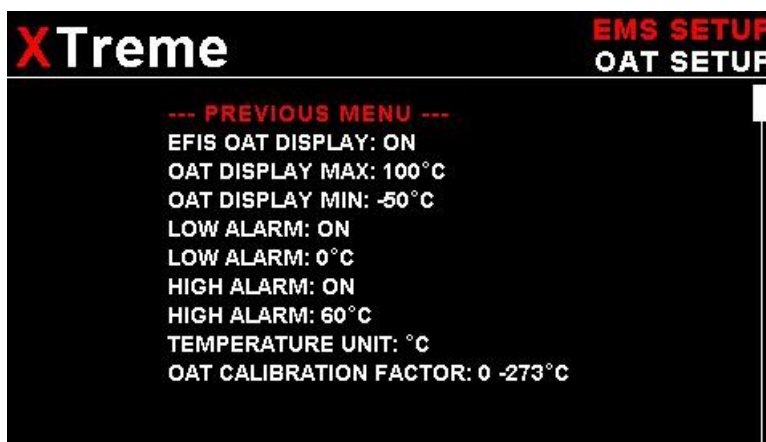 XTreme
EMS SETUP
OAT SETUP
--- PREVIOUS MENU ---
EFIS OAT DISPLAY: ON
OAT DISPLAY MAX: 100°C
OAT DISPLAY MIN: -50°C
LOW ALARM: ON
LOW ALARM: 0°C
HIGH ALARM: ON
HIGH ALARM: 60°C
TEMPERATURE UNIT: °C
OAT CALIBRATION FACTOR: 0 -273°C